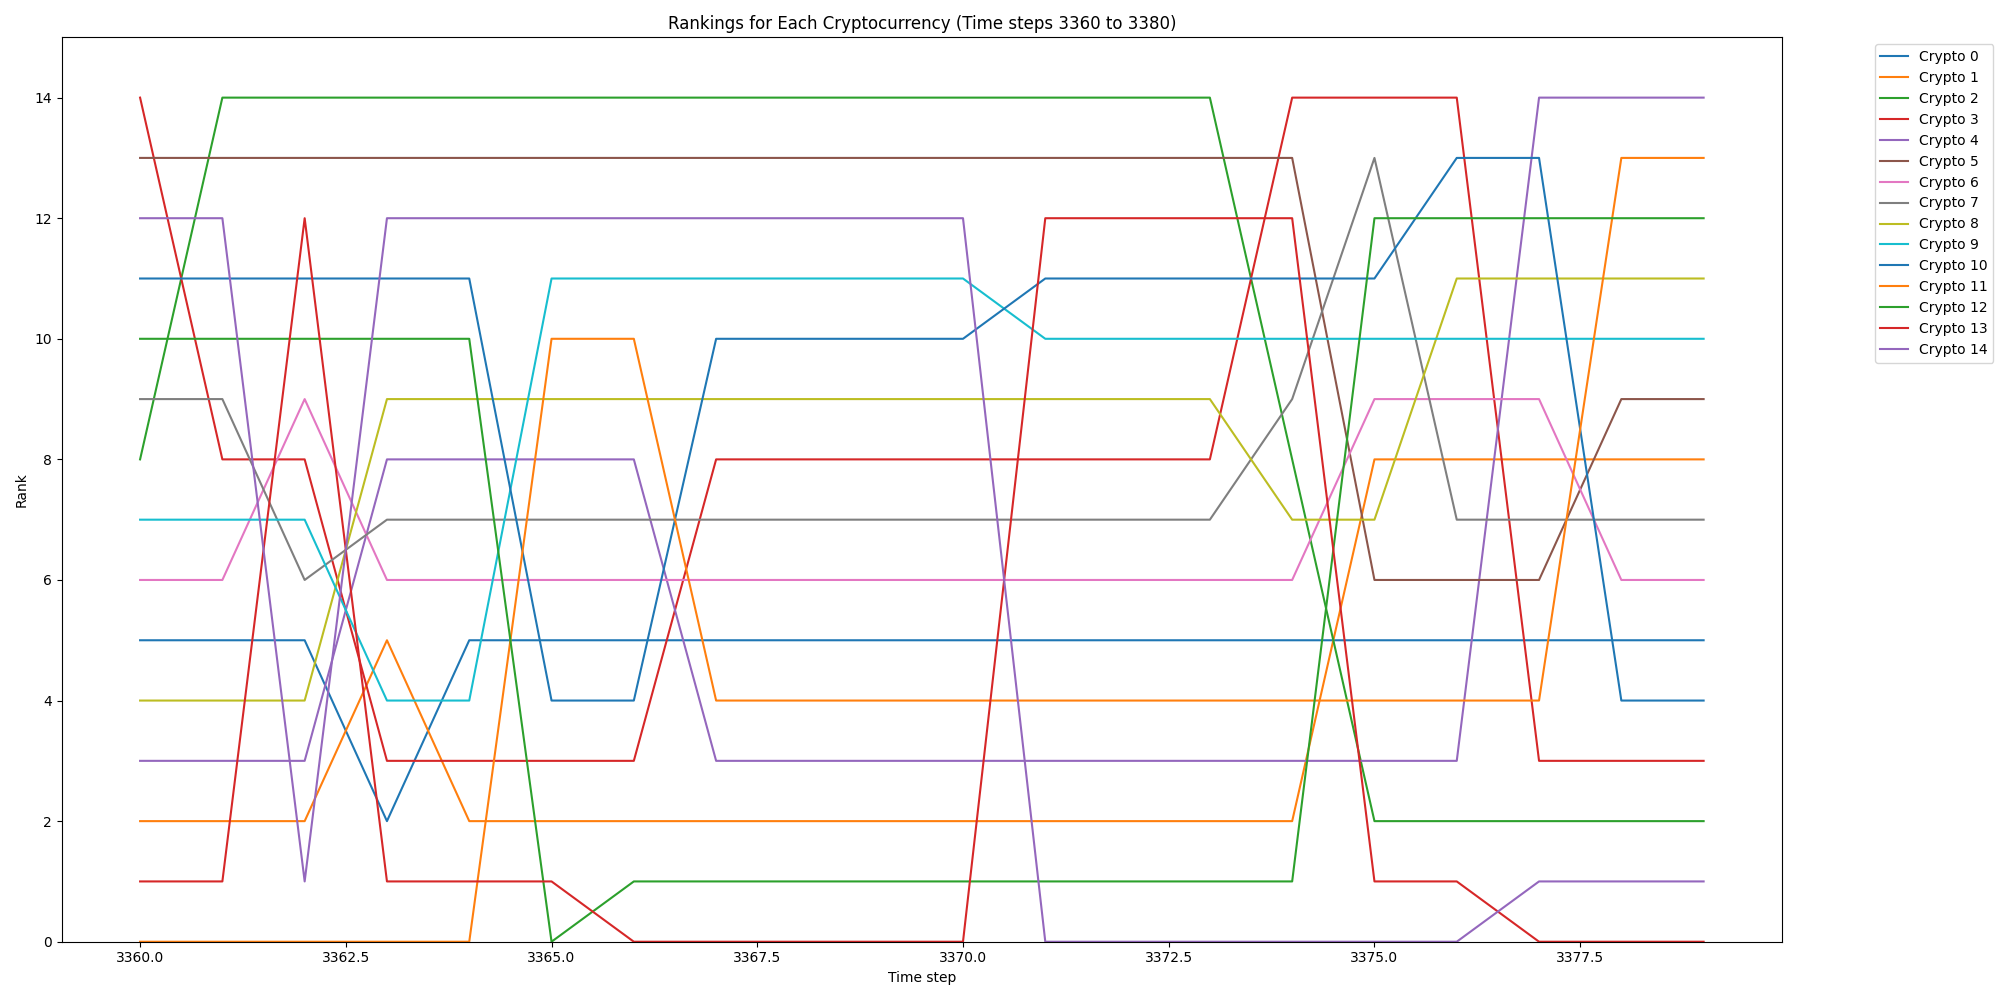 Rankings for Each Cryptocurrency (Time steps 3360 to 3380)
Rank
14
12
10
8
6
4
2
0
3360.0
3362.5
3365.0
3367.5
3370.0
3372.5
3375.0
3377.5
Time step
Crypto 0
Crypto 1
Crypto 2
Crypto 3
Crypto 4
Crypto 5
Crypto 6
Crypto 7
Crypto 8
Crypto 9
Crypto 10
Crypto 11
Crypto 12
Crypto 13
Crypto 14